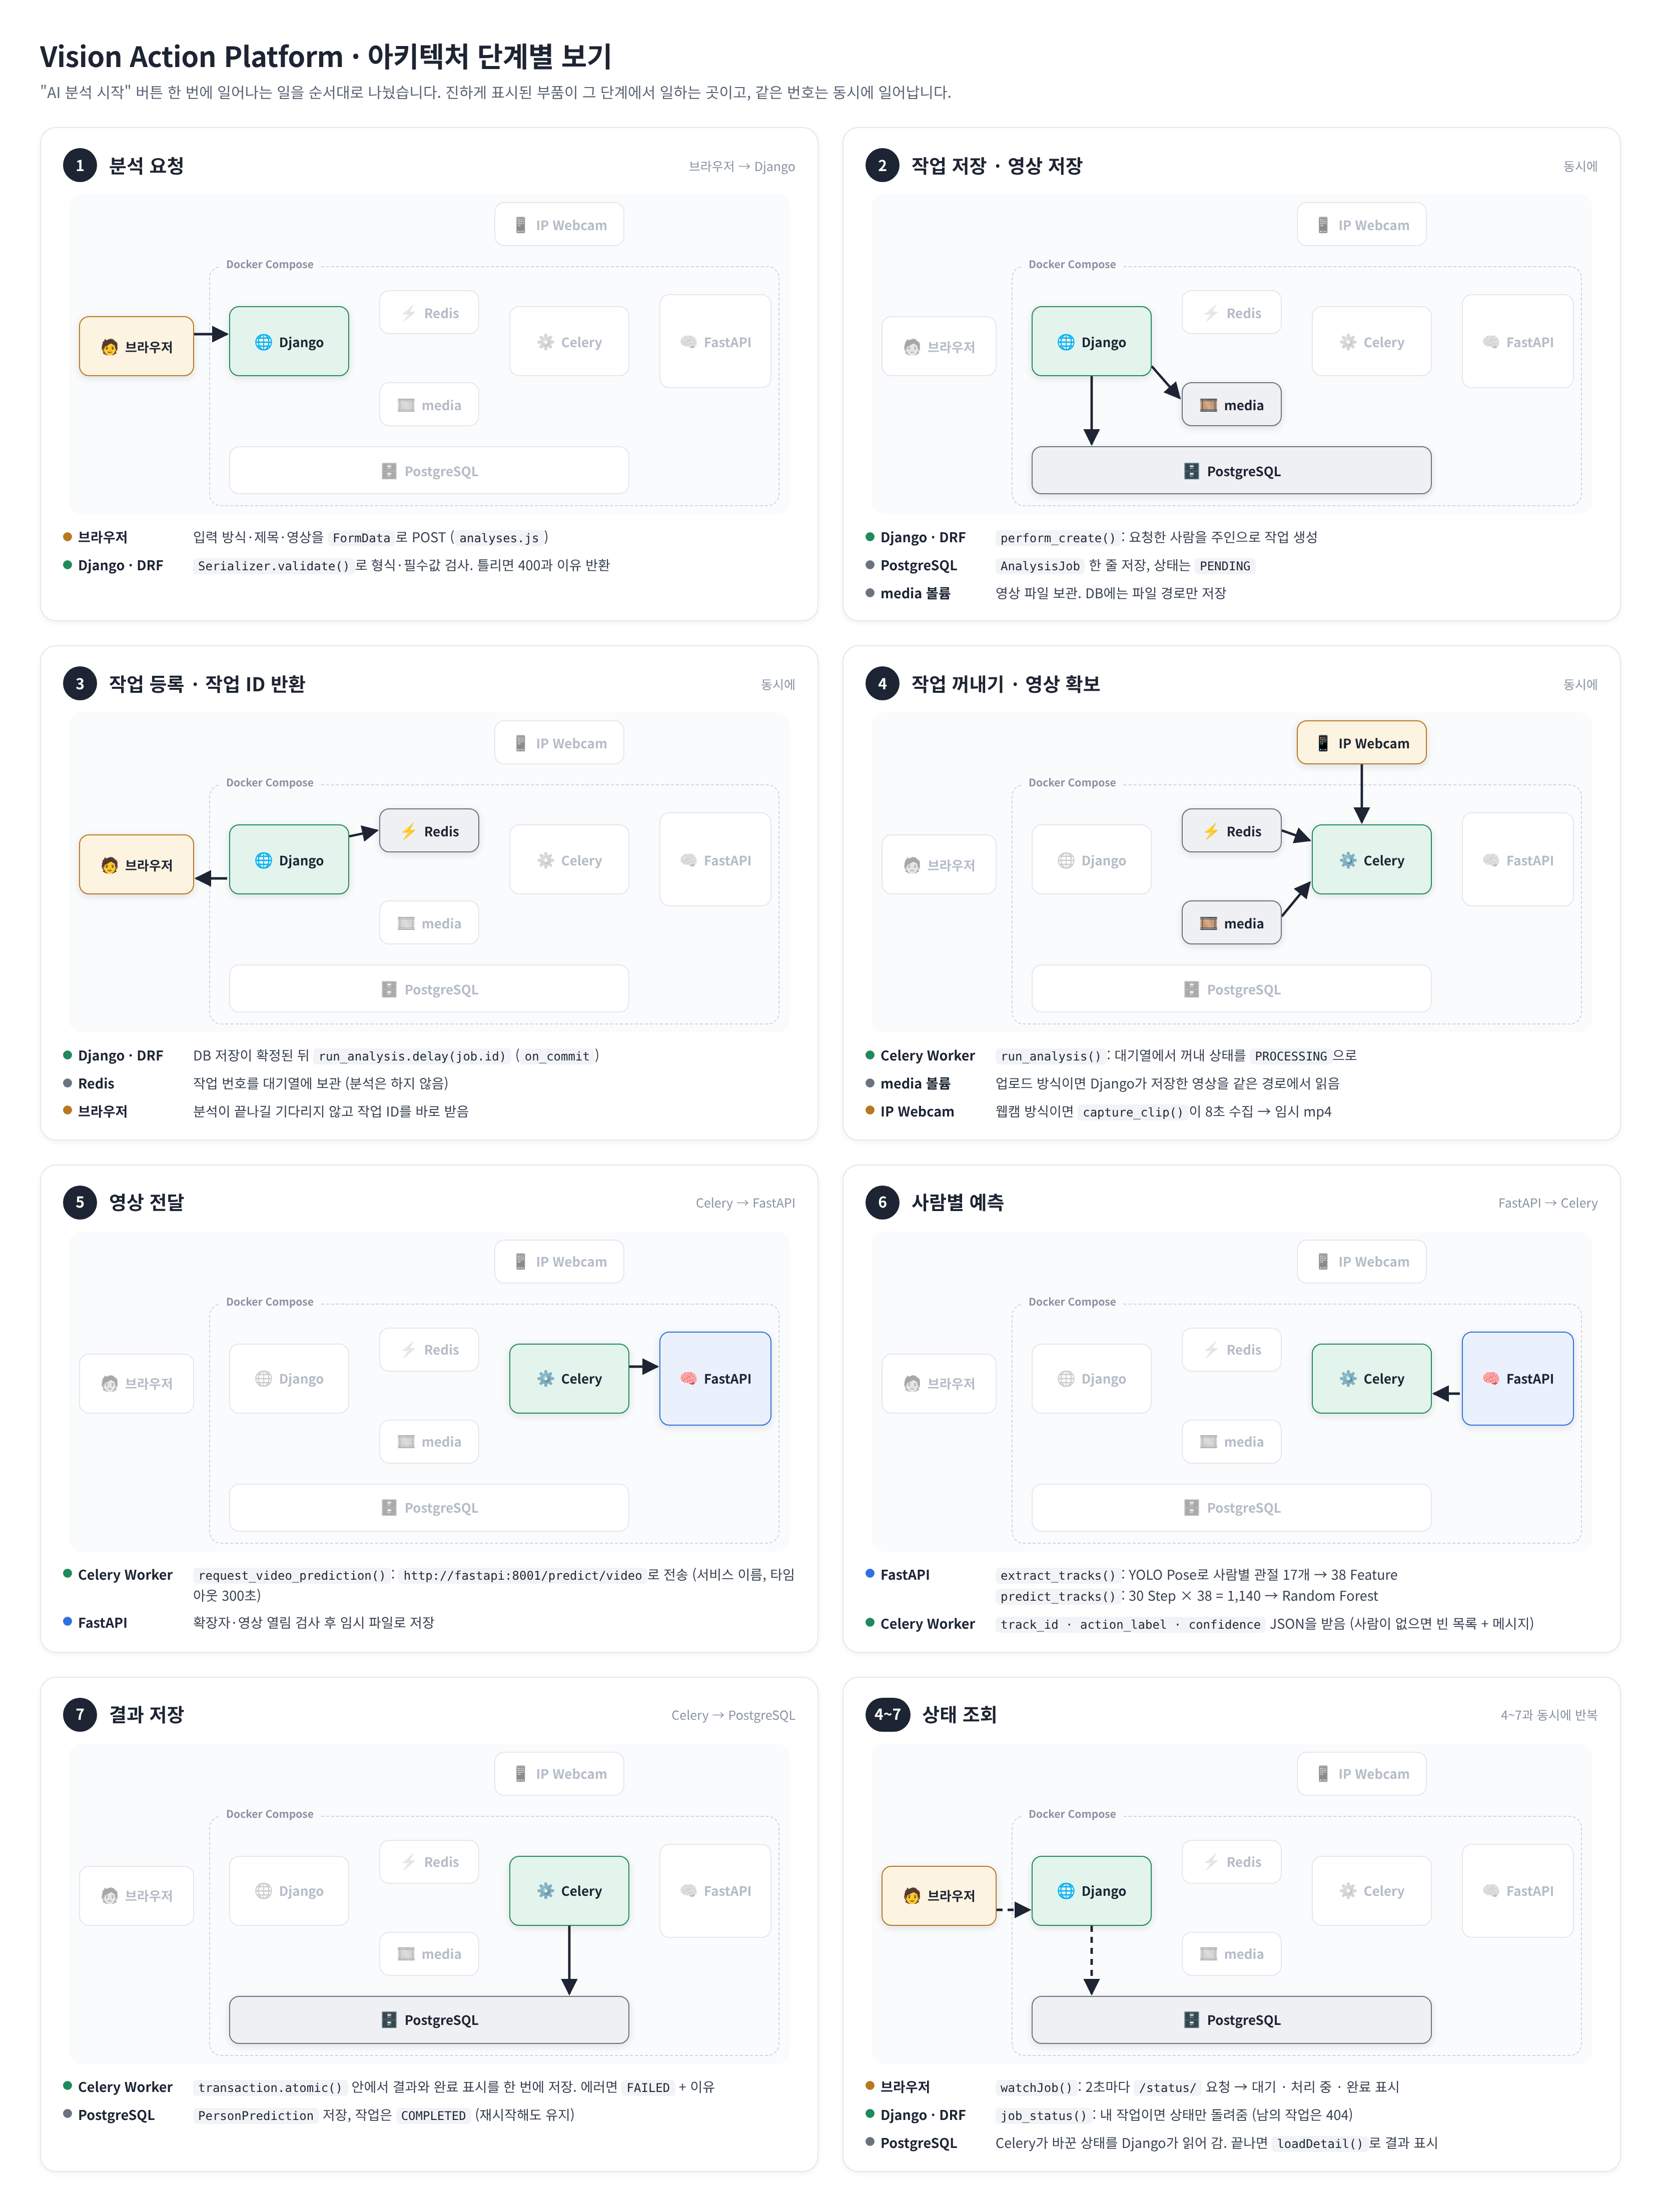 Vision Action Platform · 아키텍처 단계별 보기
"AI 분석 시작" 버튼 한 번에 일어나는 일을 순서대로 나눴습니다. 진하게 표시된 부품이 그 단계에서 일하는 곳이고, 같은 번호는 동시에 일어납니다.
1 분석 요청 브라우저 → Django
IP Webcam
Docker Compose
Redis
브라우저 Django Celery FastAPI
media
PostgreSQL
브라우저 입력 방식·제목·영상을 FormData 로 POST ( analyses.js )
Django · DRF Serializer.validate() 로 형식·필수값 검사. 틀리면 400과 이유 반환
2 작업 저장 · 영상 저장 동시에
IP Webcam
Docker Compose
Redis
브라우저 Django Celery FastAPI
media
PostgreSQL
Django · DRF perform_create() : 요청한 사람을 주인으로 작업 생성
PostgreSQL AnalysisJob 한 줄 저장, 상태는 PENDING
media 볼륨 영상 파일 보관. DB에는 파일 경로만 저장
3 작업 등록 · 작업 ID 반환 동시에
IP Webcam
Docker Compose
Redis
브라우저 Django Celery FastAPI
media
PostgreSQL
Django · DRF DB 저장이 확정된 뒤 run_analysis.delay(job.id) ( on_commit )
Redis 작업 번호를 대기열에 보관 (분석은 하지 않음)
브라우저 분석이 끝나길 기다리지 않고 작업 ID를 바로 받음
4 작업 꺼내기 · 영상 확보 동시에
IP Webcam
Docker Compose
Redis
브라우저 Django Celery FastAPI
media
PostgreSQL
Celery Worker run_analysis() : 대기열에서 꺼내 상태를 PROCESSING 으로
media 볼륨 업로드 방식이면 Django가 저장한 영상을 같은 경로에서 읽음
IP Webcam 웹캠 방식이면 capture_clip() 이 8초 수집 → 임시 mp4
5 영상 전달 Celery → FastAPI
IP Webcam
Docker Compose
Redis
브라우저 Django Celery FastAPI
media
PostgreSQL
Celery Worker request_video_prediction() : http://fastapi:8001/predict/video 로 전송 (서비스 이름, 타임
아웃 300초)
FastAPI 확장자·영상 열림 검사 후 임시 파일로 저장
6 사람별 예측 FastAPI → Celery
IP Webcam
Docker Compose
Redis
브라우저 Django Celery FastAPI
media
PostgreSQL
FastAPI extract_tracks() : YOLO Pose로 사람별 관절 17개 → 38 Feature
predict_tracks() : 30 Step × 38 = 1,140 → Random Forest
Celery Worker track_id · action_label · confidence JSON을 받음 (사람이 없으면 빈 목록 + 메시지)
7 결과 저장 Celery → PostgreSQL
IP Webcam
Docker Compose
Redis
브라우저 Django Celery FastAPI
media
PostgreSQL
Celery Worker transaction.atomic() 안에서 결과와 완료 표시를 한 번에 저장. 에러면 FAILED + 이유
PostgreSQL PersonPrediction 저장, 작업은 COMPLETED (재시작해도 유지)
4~7 상태 조회 4~7과 동시에 반복
IP Webcam
Docker Compose
Redis
브라우저 Django Celery FastAPI
media
PostgreSQL
브라우저 watchJob() : 2초마다 /status/ 요청 → 대기 · 처리 중 · 완료 표시
Django · DRF job_status() : 내 작업이면 상태만 돌려줌 (남의 작업은 404)
PostgreSQL Celery가 바꾼 상태를 Django가 읽어 감. 끝나면 loadDetail() 로 결과 표시